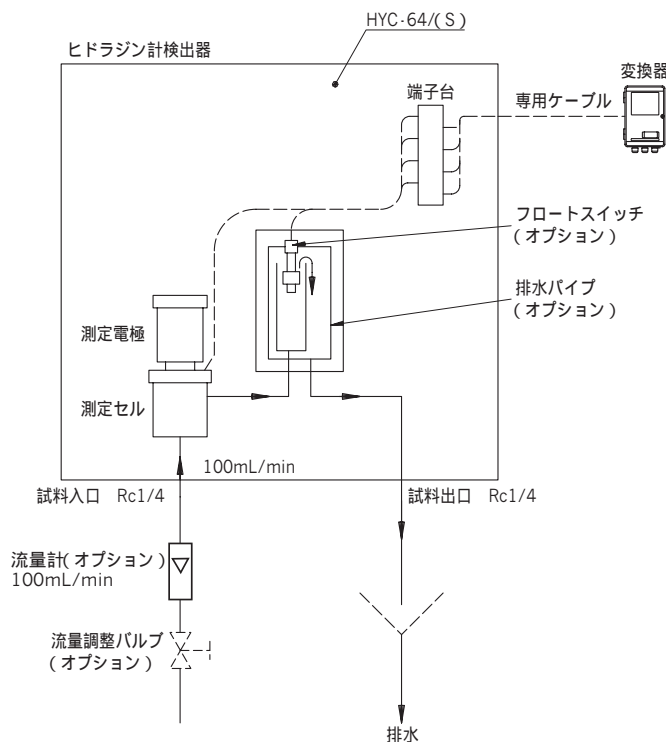 HYC-64/(S)
ヒドラジン計検出器
変換器
端子台
専用ケーブル
フロートスイッチ
(オプション)
排水パイプ
(オプション)
測定電極
測定セル
100mL/min
試料入口 Rc1/4
試料出口 Rc1/4
流量計(オプション)
100mL/min
流量調整バルブ
(オプション)
排水